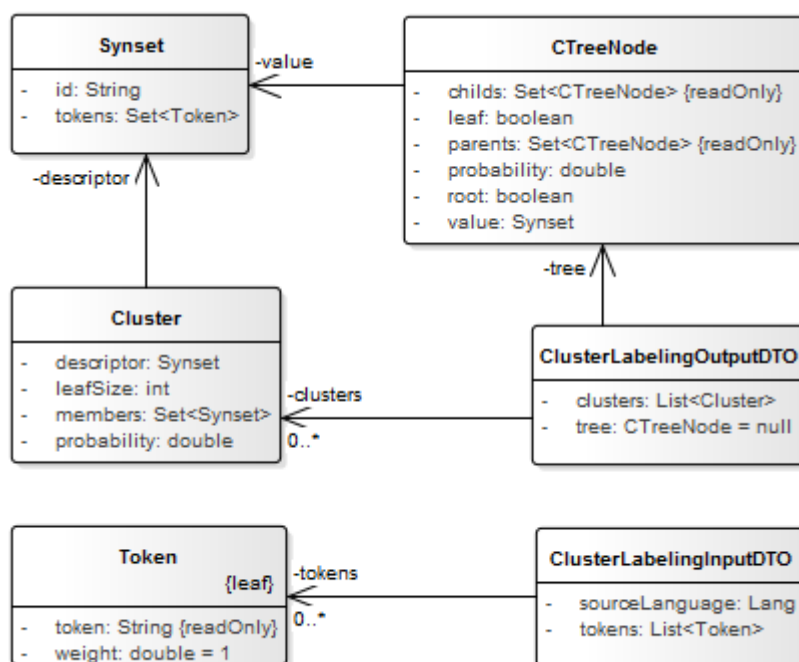 Synset
- id: String
- tokens: Set<Token>
-value
CTreeNode
- childs: Set<CTreeNode> {readOnly}
- leaf: boolean
- parents: Set<CTreeNode> {readOnly}
- probability: double
- root: boolean
- value: Synset
-descriptor
-tree
Cluster
- descriptor: Synset
- leafSize: int
- members: Set<Synset>
- probability: double
-clusters
0..*
ClusterLabelingOutputDTO
- clusters: List<Cluster>
- tree: CTreeNode = null
Token
{leaf}
- token: String {readOnly}
- weight: double = 1
-tokens
0..*
ClusterLabelingInputDTO
- sourceLanguage: Lang
- tokens: List<Token>